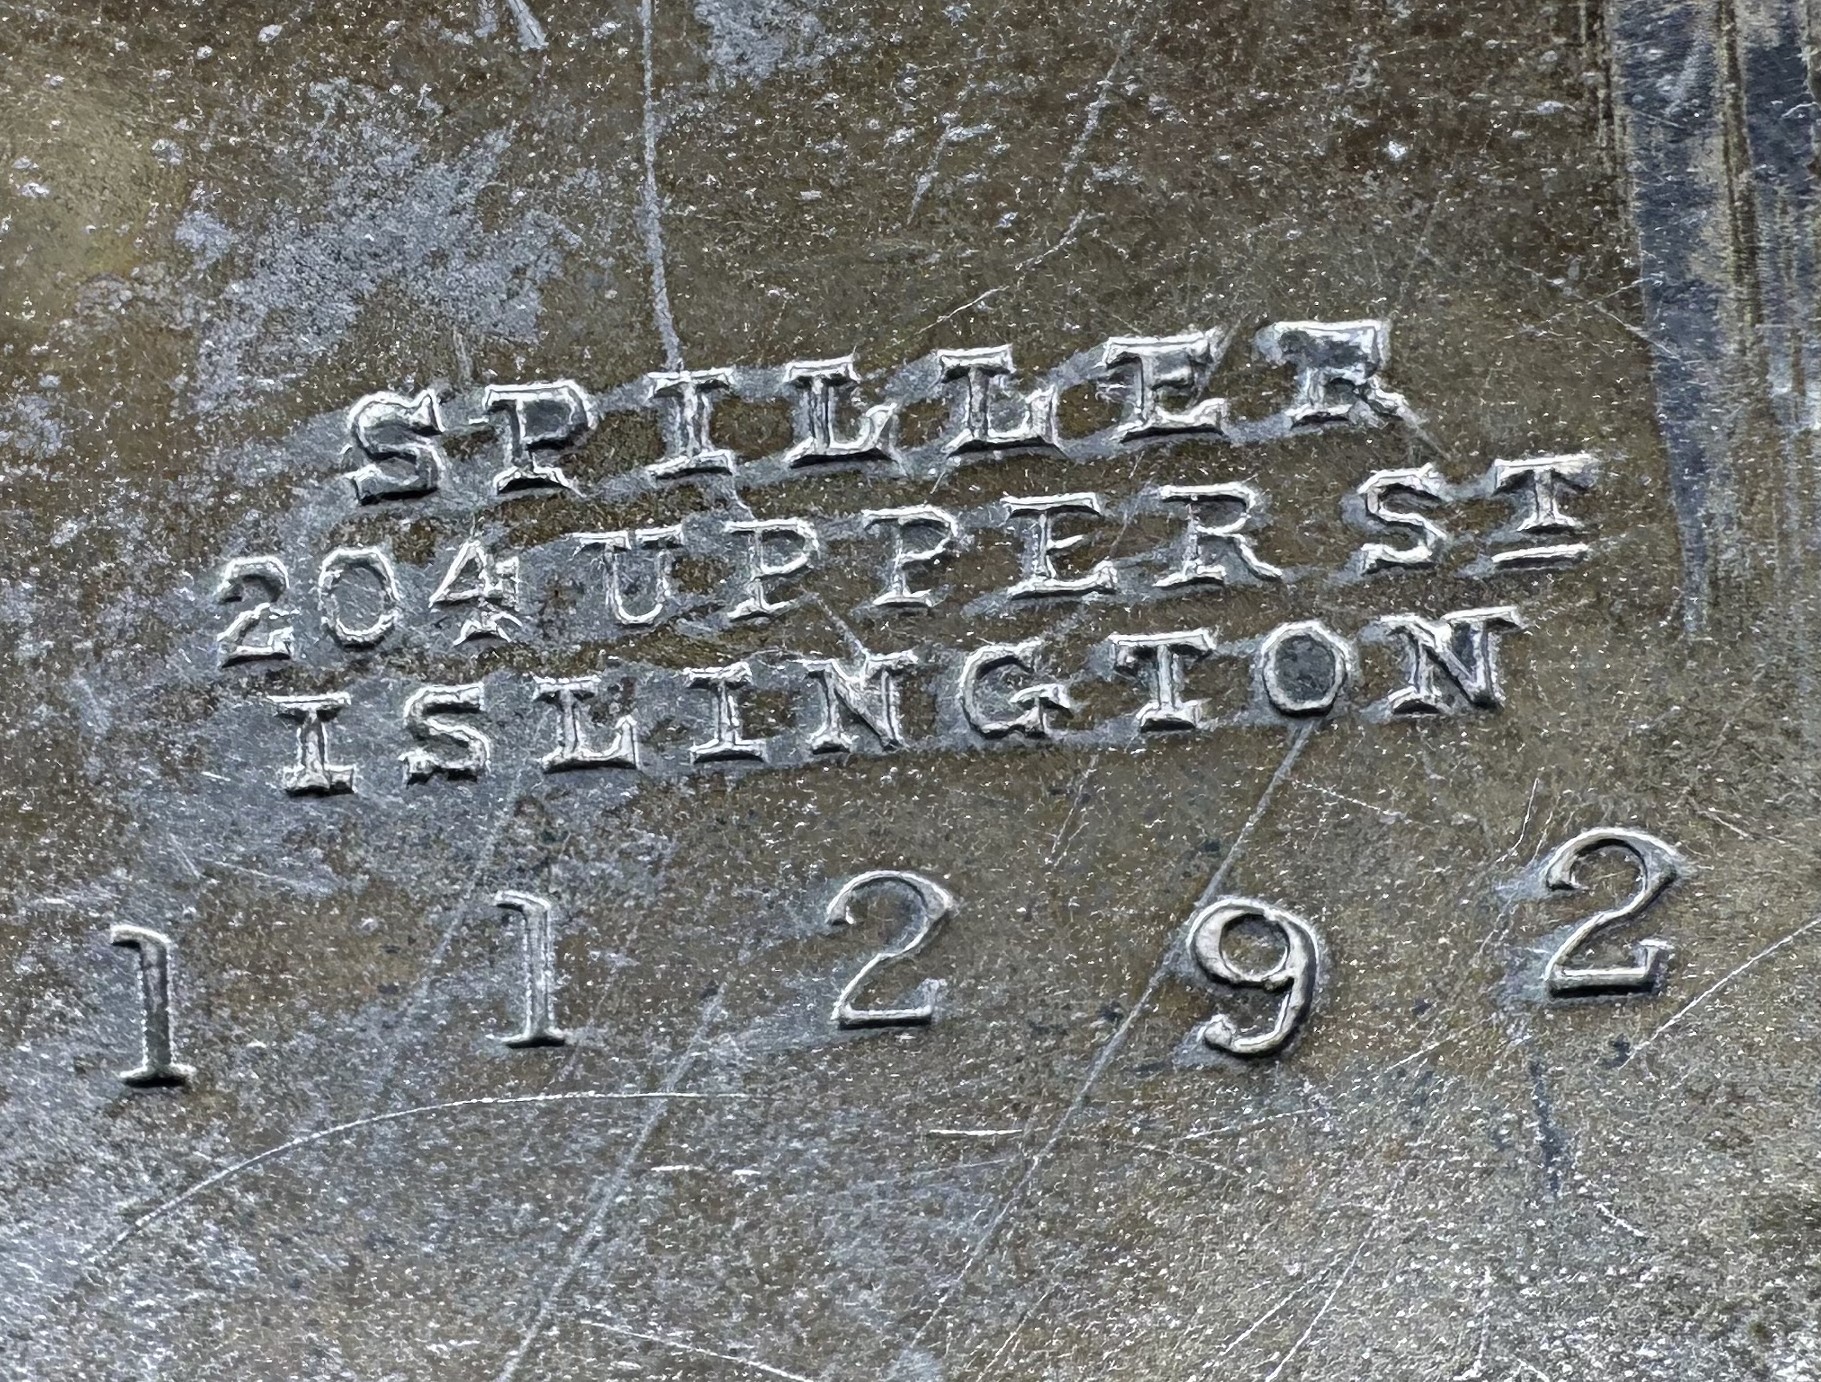 SPILLER
204 UPPER ST
ISLINGTON
1 1 2 9 2